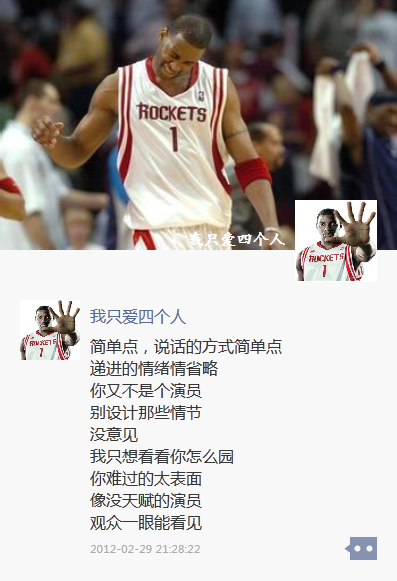 ROCKETS
1
我只爱四个人
ROCKETS
1
ROCKETS
1
我只爱四个人
简单点，说话的方式简单点
递进的情绪情省略
你又不是个演员
别设计那些情节
没意见
我只想看看你怎么园
你难过的太表面
像没天赋的演员
观众一眼能看见
2012-02-29 21:28:22